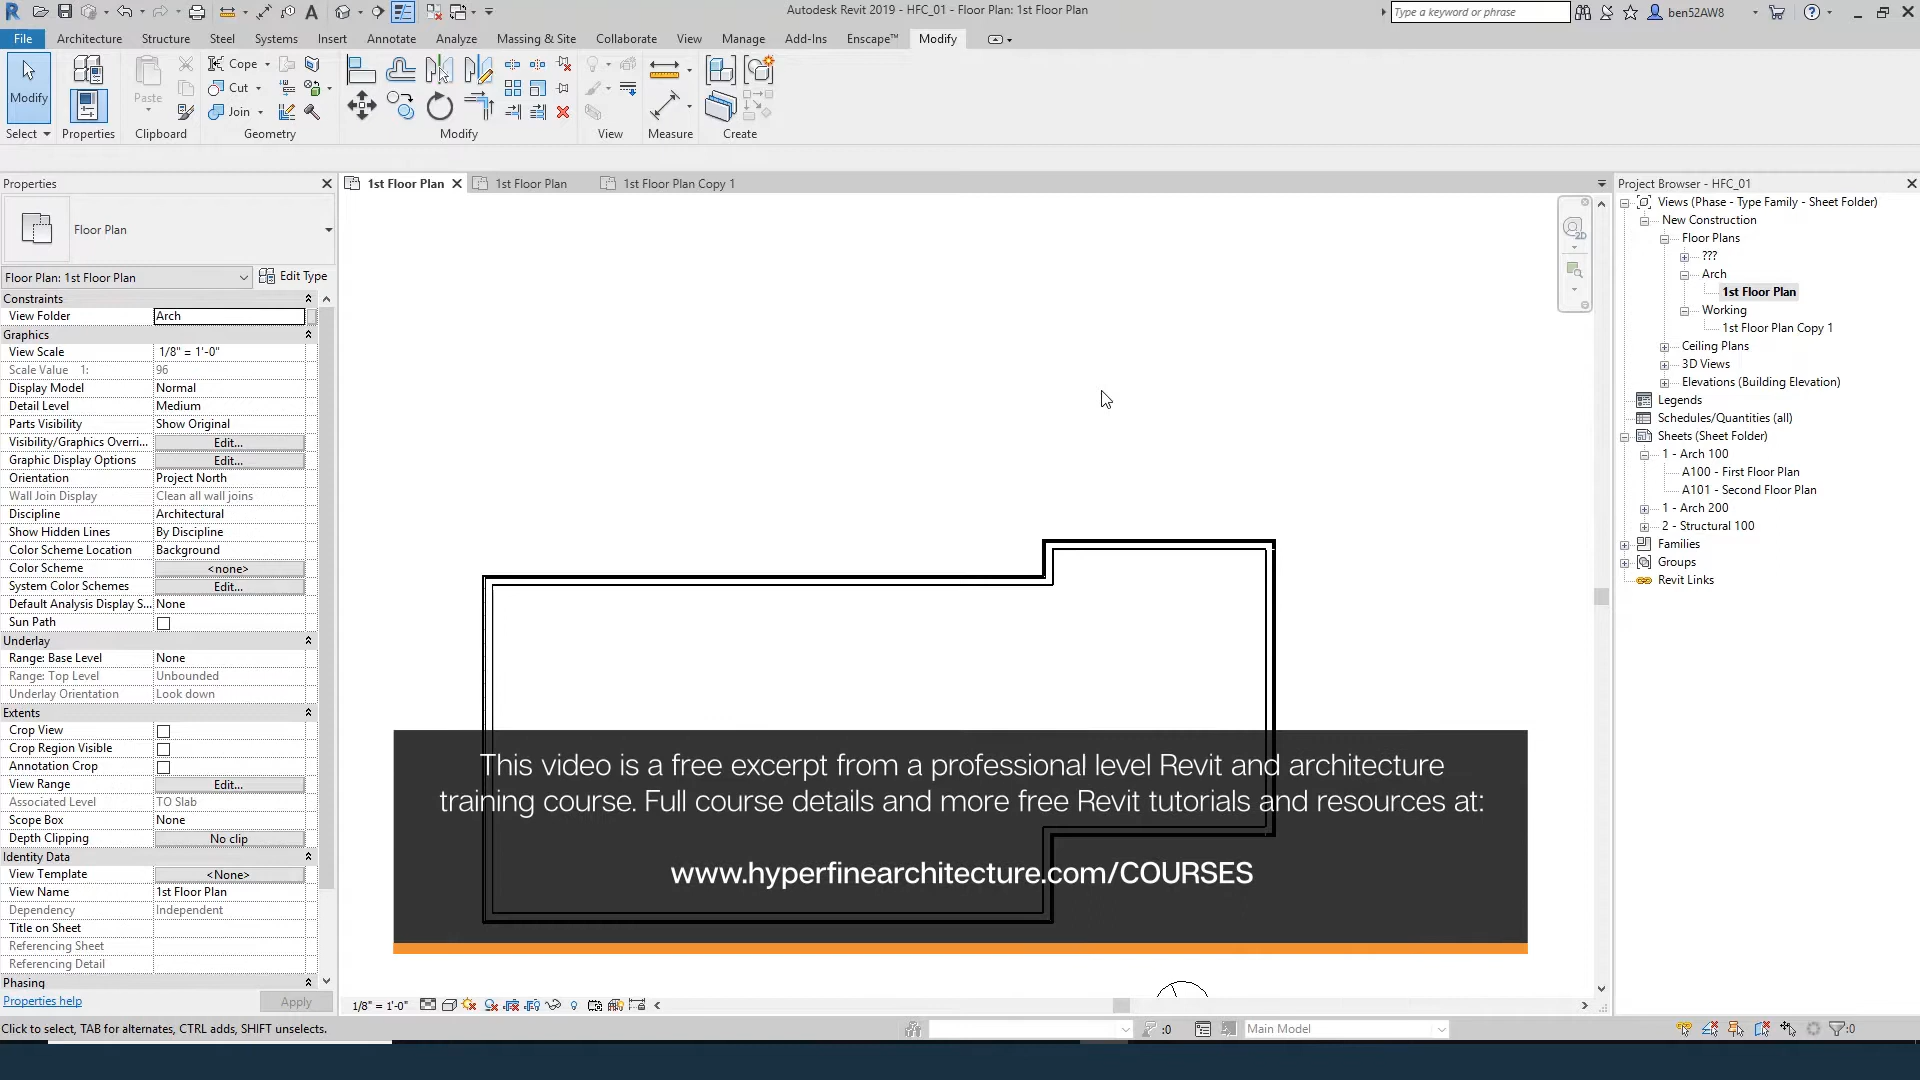 Autodesk Revit 2019 - HFC_01 - Floor Plan: 1st Floor Plan
Type a keyword or phrase
ben52AW8
File Architecture Structure Steel Systems Insert Annotate Analyze Massing & Site Collaborate View Manage Add-Ins Enscape™ Modify
Modify
Paste
Cope
Cut
Join
Select Properties Clipboard Geometry Modify View Measure Create
Properties
Floor Plan
Floor Plan: 1st Floor Plan Edit Type
Constraints
View Folder Arch
Graphics
View Scale 1/8" = 1'-0"
Scale Value 1: 96
Display Model Normal
Detail Level Medium
Parts Visibility Show Original
Visibility/Graphics Overri... Edit...
Graphic Display Options Edit...
Orientation Project North
Wall Join Display Clean all wall joins
Discipline Architectural
Show Hidden Lines By Discipline
Color Scheme Location Background
Color Scheme <none>
System Color Schemes Edit...
Default Analysis Display S... None
Sun Path
Underlay
Range: Base Level None
Range: Top Level Unbounded
Underlay Orientation Look down
Extents
Crop View
Crop Region Visible
Annotation Crop
View Range Edit...
Associated Level TO Slab
Scope Box None
Depth Clipping No clip
Identity Data
View Template <None>
View Name 1st Floor Plan
Dependency Independent
Title on Sheet
Referencing Sheet
Referencing Detail
Phasing
Properties help Apply
1st Floor Plan 1st Floor Plan 1st Floor Plan Copy 1
2D
This video is a free excerpt from a professional level Revit and architecture
training course. Full course details and more free Revit tutorials and resources at:
www.hyperfinearchitecture.com/COURSES
1/8" = 1'-0"
Project Browser - HFC_01
Views (Phase - Type Family - Sheet Folder)
New Construction
Floor Plans
???
Arch
1st Floor Plan
Working
1st Floor Plan Copy 1
Ceiling Plans
3D Views
Elevations (Building Elevation)
Legends
Schedules/Quantities (all)
Sheets (Sheet Folder)
1 - Arch 100
A100 - First Floor Plan
A101 - Second Floor Plan
1 - Arch 200
2 - Structural 100
Families
Groups
Revit Links
Click to select, TAB for alternates, CTRL adds, SHIFT unselects.
:0
Main Model
:0